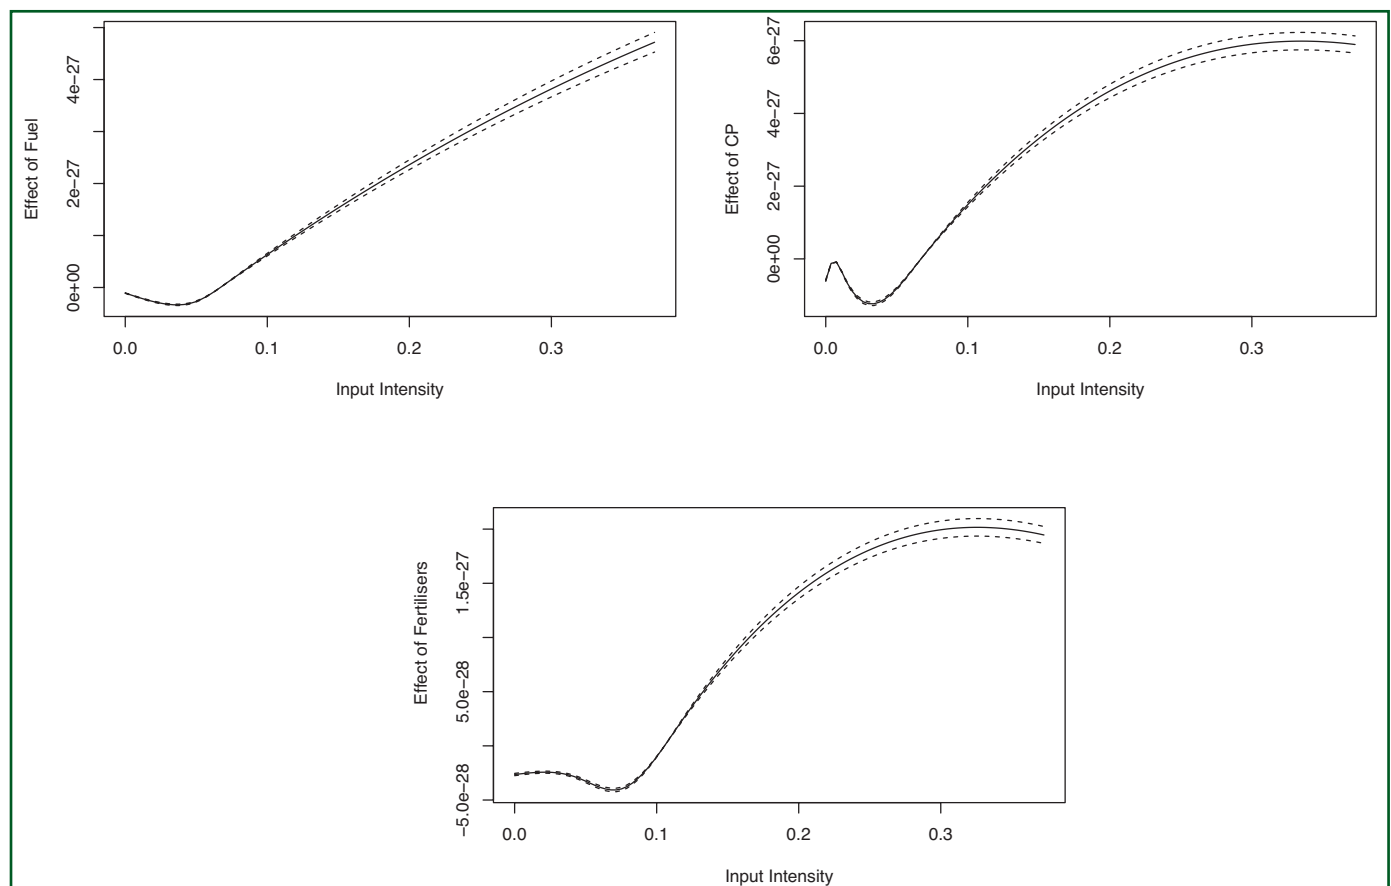 Effect of Fuel
4e−27
2e−27
0e+00
0.0 0.1 0.2 0.3
Input Intensity
Effect of CP
6e−27
4e−27
2e−27
0e+00
0.0 0.1 0.2 0.3
Input Intensity
Effect of Fertilisers
1.5e−27
5.0e−28
−5.0e−28
0.0 0.1 0.2 0.3
Input Intensity